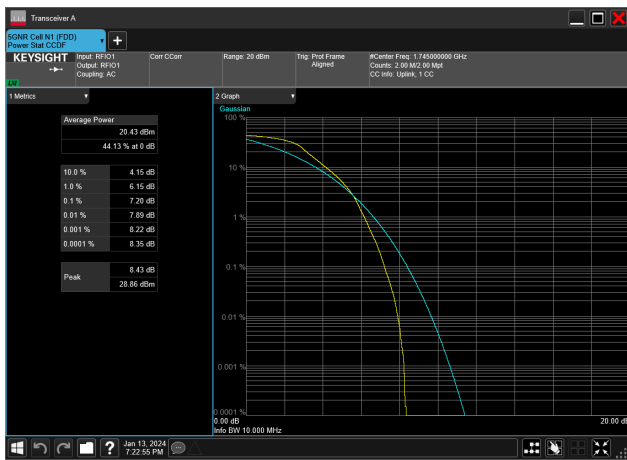 Transceiver A
5GNR Cell N1 (FDD)
Power Stat CCDF
KEYSIGHT
LXI
Input: RFIO1
Output: RFIO1
Coupling: AC
Corr CCorr
Range: 20 dBm
Trig: Prot Frame
Aligned
#Center Freq: 1.745000000 GHz
Counts: 2.00 M/2.00 Mpt
CC Info: Uplink, 1 CC
1 Metrics
Average Power
20.43 dBm
44.13 % at 0 dB
10.0 % 4.15 dB
1.0 % 6.15 dB
0.1 % 7.20 dB
0.01 % 7.89 dB
0.001 % 8.22 dB
0.0001 % 8.35 dB
Peak
8.43 dB
28.86 dBm
2 Graph
Gaussian
100 %
10 %
1 %
0.1 %
0.01 %
0.001 %
0.0001 %
0.00 dB
20.00 dB
Info BW 10.000 MHz
Jan 13, 2024
7:22:55 PM